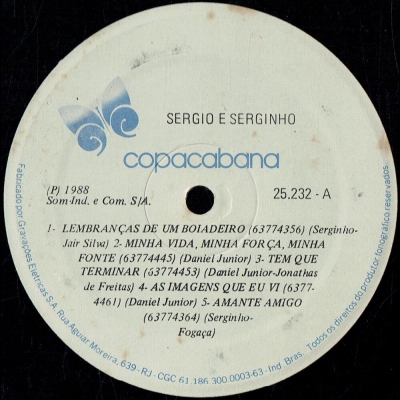 SERGIO E SERGINHO
copacabana
(P) 1988
Som-Ind. e Com. S/A.
25.232 - A
1- LEMBRANÇAS DE UM BOIADEIRO (63774356) (Serginho-
Jair Silva) 2- MINHA VIDA, MINHA FORÇA, MINHA
FONTE (63774445) (Daniel Junior) 3- TEM QUE
TERMINAR (63774453) (Daniel Junior-Jonathas
de Freitas) 4- AS IMAGENS QUE EU VI (6377-
4461) (Daniel Junior) 5- AMANTE AMIGO
(63774364) (Serginho-
Fogaça)
Fabricado por Gravações Elétricas S.A. Rua Aguiar Moreira, 639 - RJ - CGC 61.186.300.0003-63 - Ind. Bras. Todos os direitos do produtor fonográfico reservados.